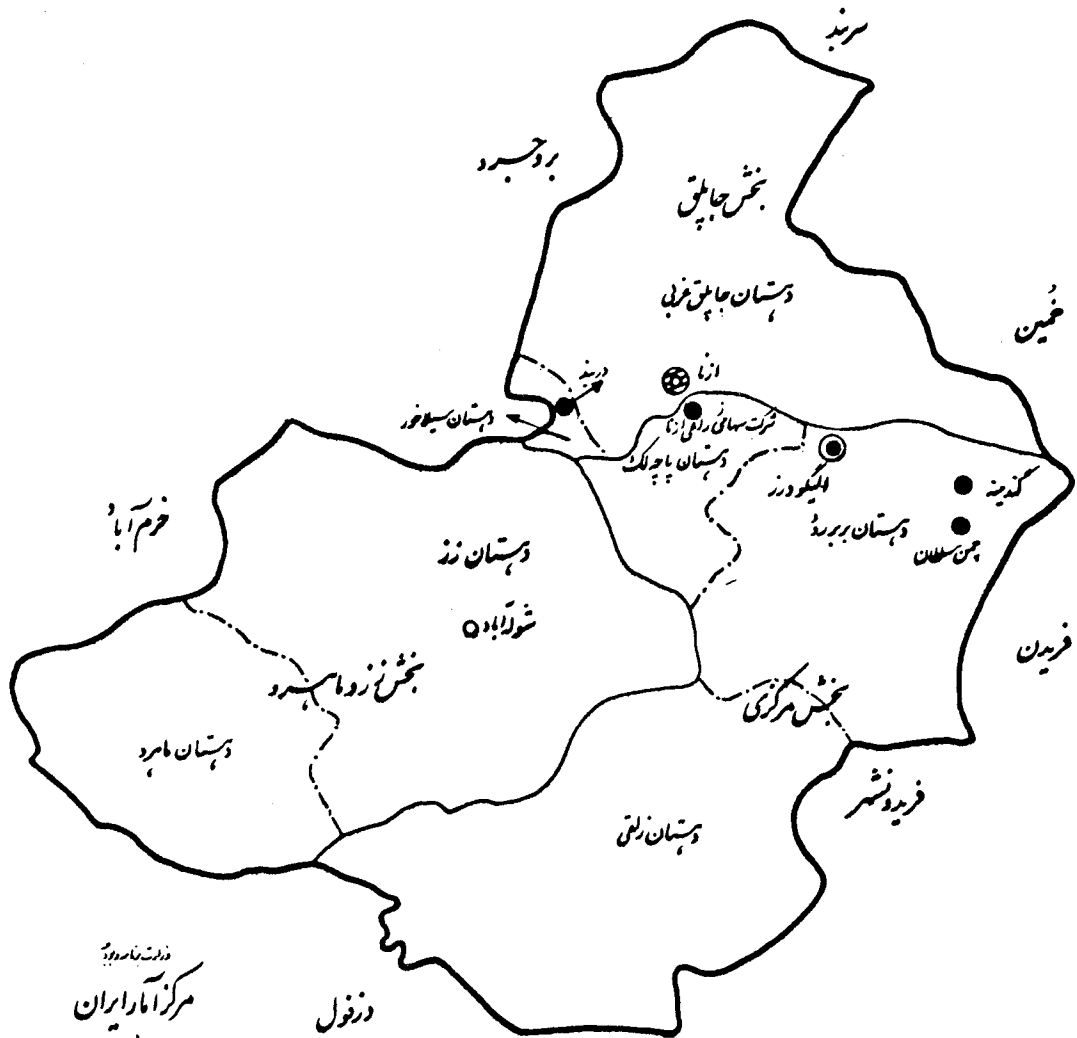 سربند
بروجرد
بخش جاپلق
دهستان جاپلق غربی
خمین
ازنا
دربند
دهستان سیلاخور
شرکت سهامی زراعی ازنا
دهستان پاچه لک
الیگودرز
گندمینه
دهستان بربرود
چمن سلطان
خرم آباد
دهستان زز
شول آباد
فریدن
بخش زز و ماهرو
بخش مرکزی
دهستان ماهرو
فریدونشهر
دهستان زلقی
وزارت برنامه و بودجه
مرکز آمار ایران
دزفول